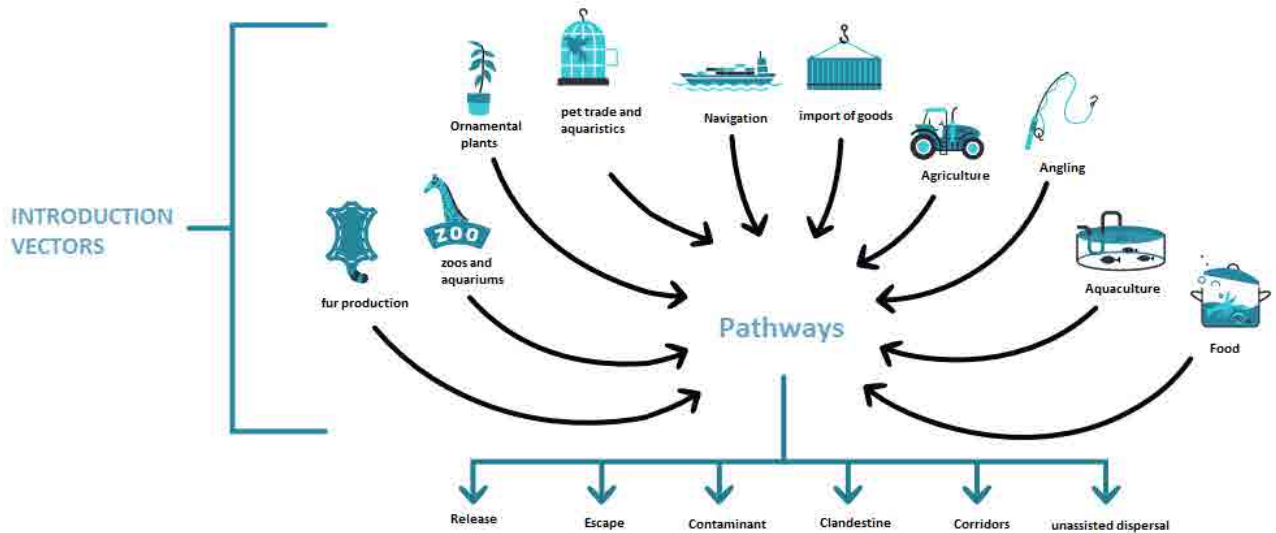 Ornamental
plants
pet trade and
aquaristics
Navigation
import of goods
Agriculture
Angling
INTRODUCTION
VECTORS
ZOO
zoos and
aquariums
fur production
Aquaculture
Food
Pathways
Release
Escape
Contaminant
Clandestine
Corridors
unassisted dispersal